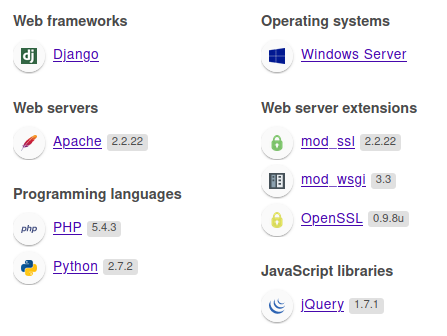 Web frameworks
dj
Django
Web servers
Apache 2.2.22
Programming languages
php
PHP 5.4.3
Python 2.7.2
Operating systems
Windows Server
Web server extensions
mod_ssl 2.2.22
mod_wsgi 3.3
OpenSSL 0.9.8u
JavaScript libraries
jQuery 1.7.1